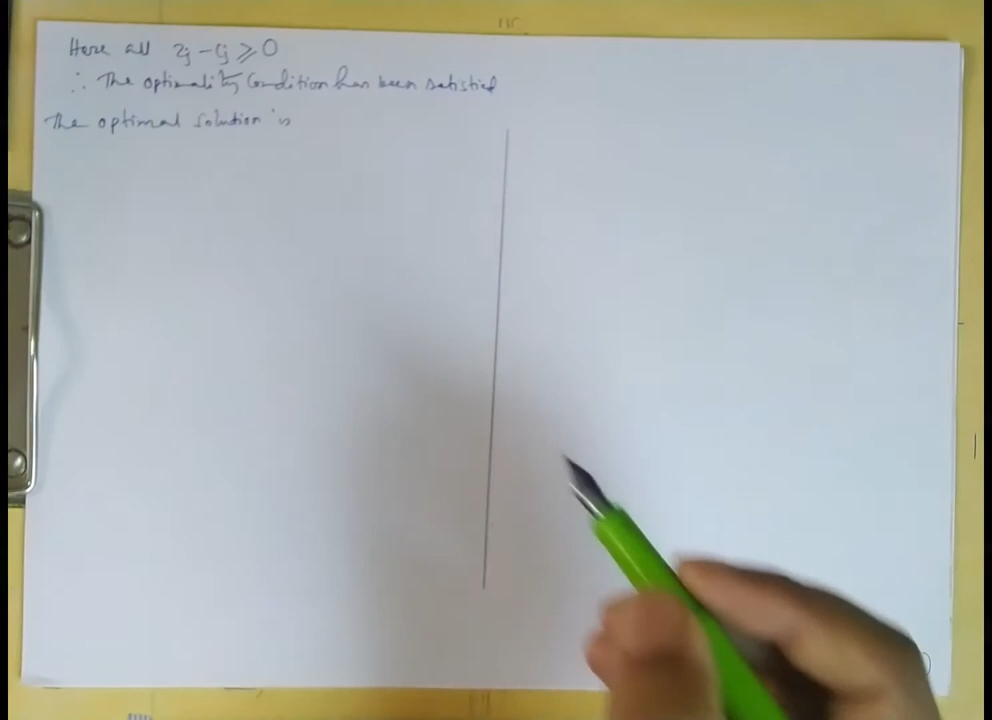 Here all Zj - Cj ≥ 0
∴ The optimality Condition has been satisfied
The optimal solution is